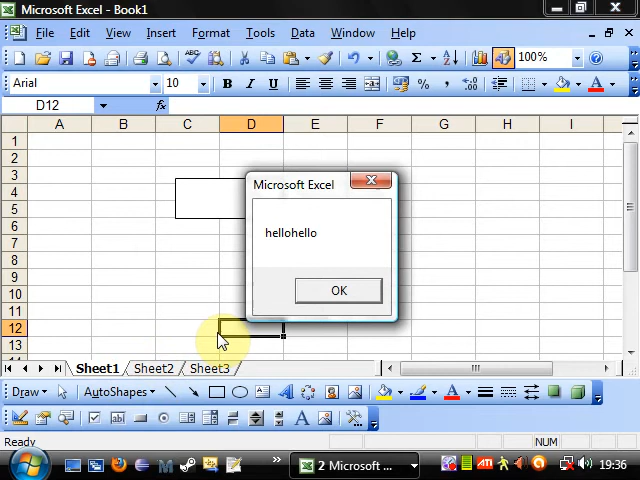 Microsoft Excel - Book1
File Edit View Insert Format Tools Data Window Help
100%
Arial 10 B I U
D12 fx
A B C D E F G H I
1
2
3
4
5
6
7
8
9
10
11
12
13
Microsoft Excel
hellohello
OK
Sheet1 Sheet2 Sheet3
Draw AutoShapes
Ready NUM
2 Microsoft ... ATI 19:36